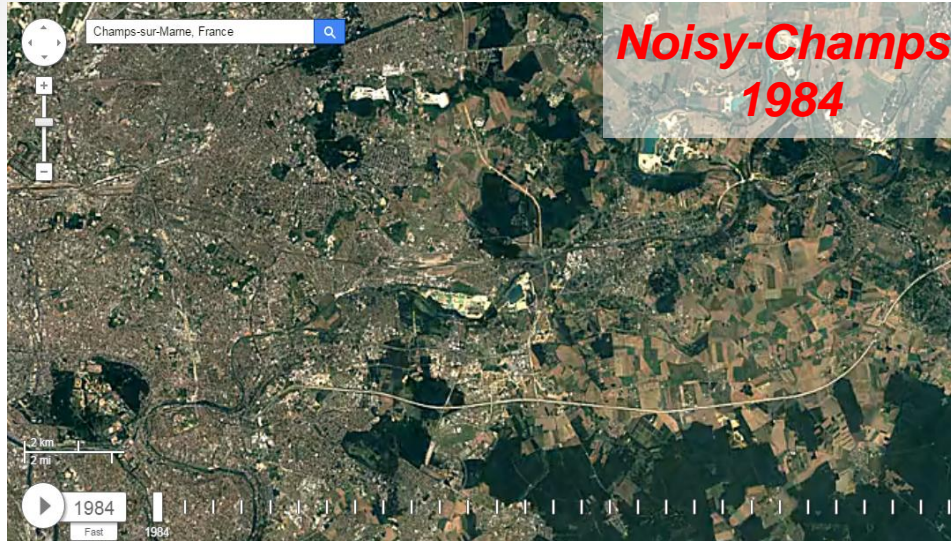 Champs-sur-Marne, France
Noisy-Champs
1984
+
−
2 km
2 mi
1984
Fast
1984